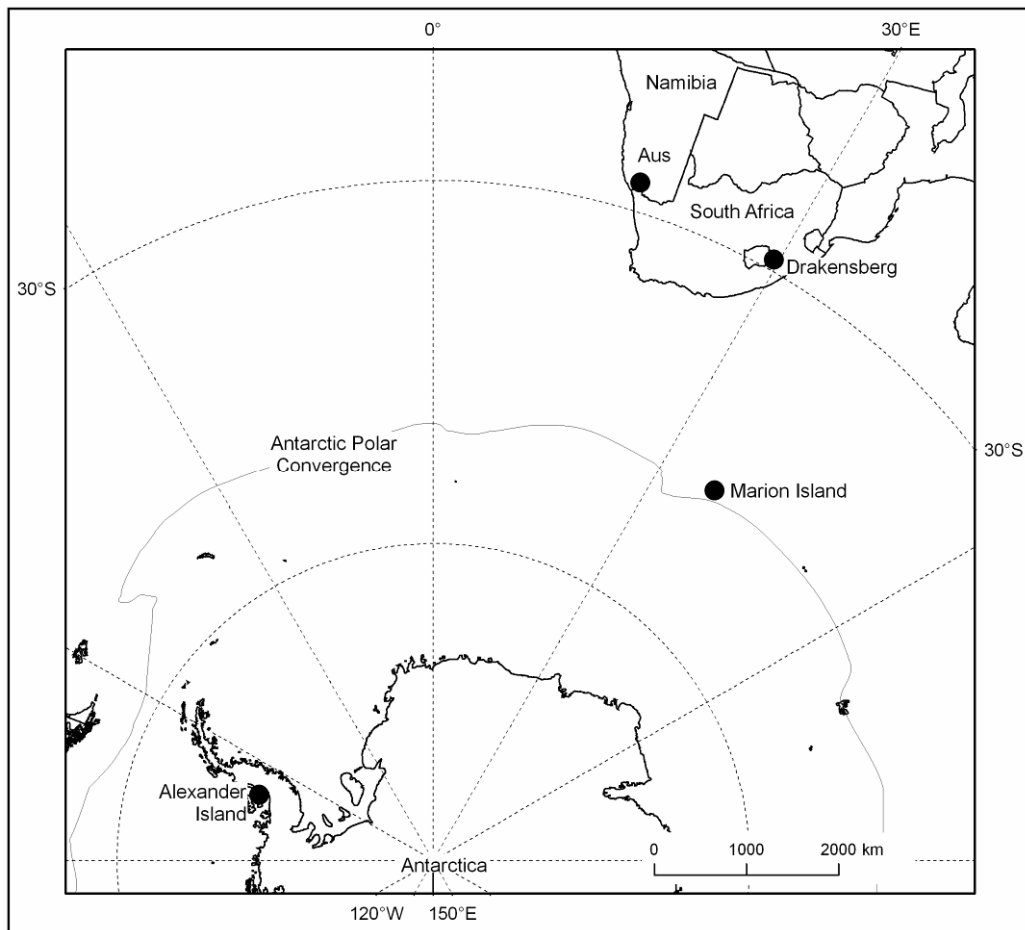 0°
30°E
Namibia
Aus
South Africa
Drakensberg
30°S
30°S
Antarctic Polar
Convergence
Marion Island
Alexander
Island
Antarctica
0 1000 2000 km
120°W 150°E